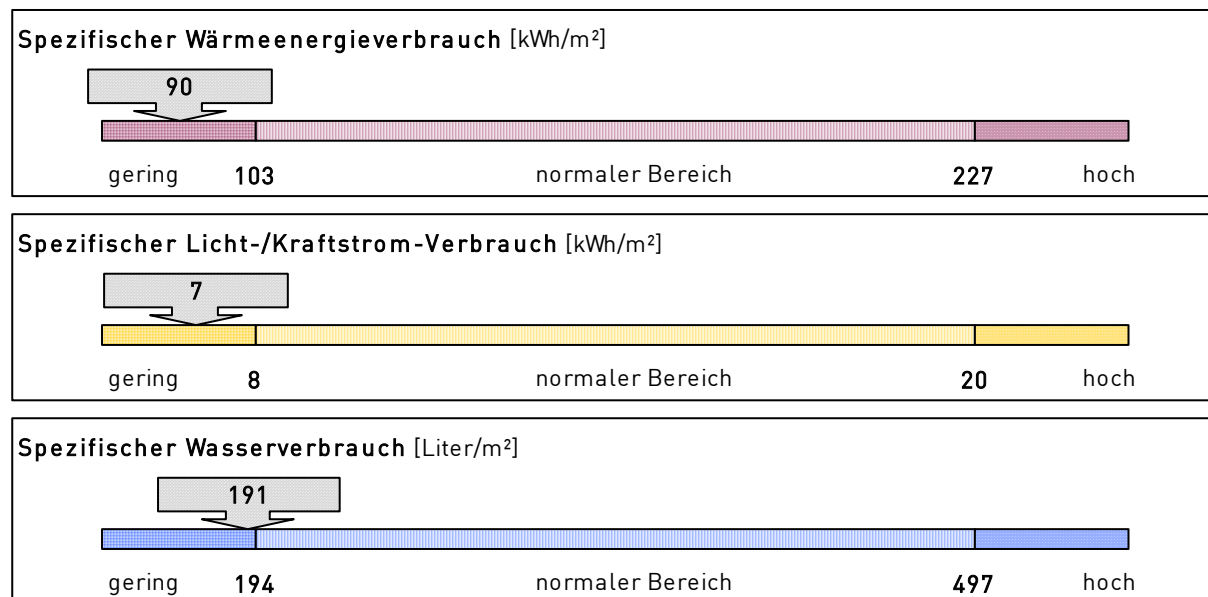 Spezifischer Wärmeenergieverbrauch [kWh/m²]
90
gering 103 normaler Bereich 227 hoch
Spezifischer Licht-/Kraftstrom-Verbrauch [kWh/m²]
7
gering 8 normaler Bereich 20 hoch
Spezifischer Wasserverbrauch [Liter/m²]
191
gering 194 normaler Bereich 497 hoch